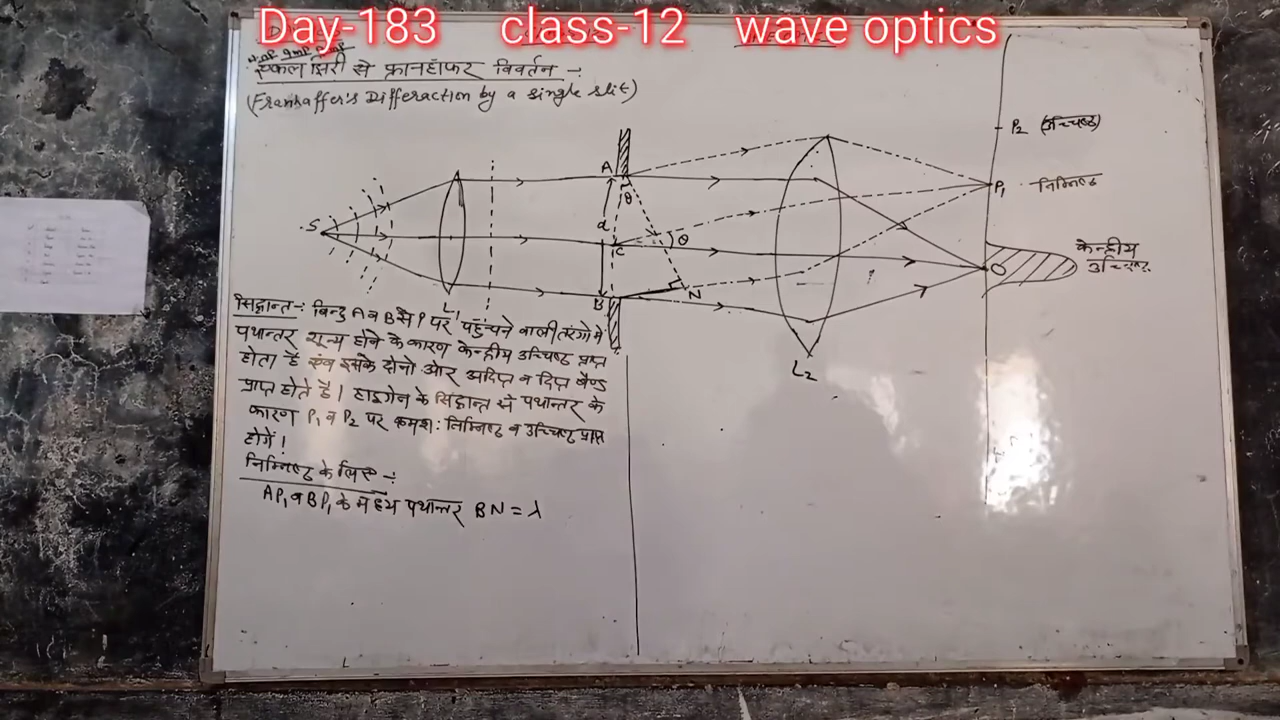 Day-183 class-12 wave optics
एकल झिरी से फ्रानहॉफर विवर्तन :-
(Fraunhaffer's Differaction by a single slit)
P2 (उच्चिष्ठ)
A
θ
P1 निम्निष्ठ
d
S
C
θ
O
केन्द्रीय
उच्चिष्ठ
N
B
L1
L2
सिद्धान्त:- बिन्दु A व B से P पर पहुंचने वाली तरंगो मे
पथान्तर शून्य होने के कारण केन्द्रीय उच्चिष्ठ प्राप्त
होता है एवं इसके दोनो ओर अदिप्त व दिप्त बैण्ड
प्राप्त होते है। हाइगेन के सिद्धान्त से पथान्तर के
कारण P1 व P2 पर क्रमश: निम्निष्ठ व उच्चिष्ठ प्राप्त
होगें!
निम्निष्ठ के लिए -:
AP1 व BP1 के मध्य पथान्तर BN = λ